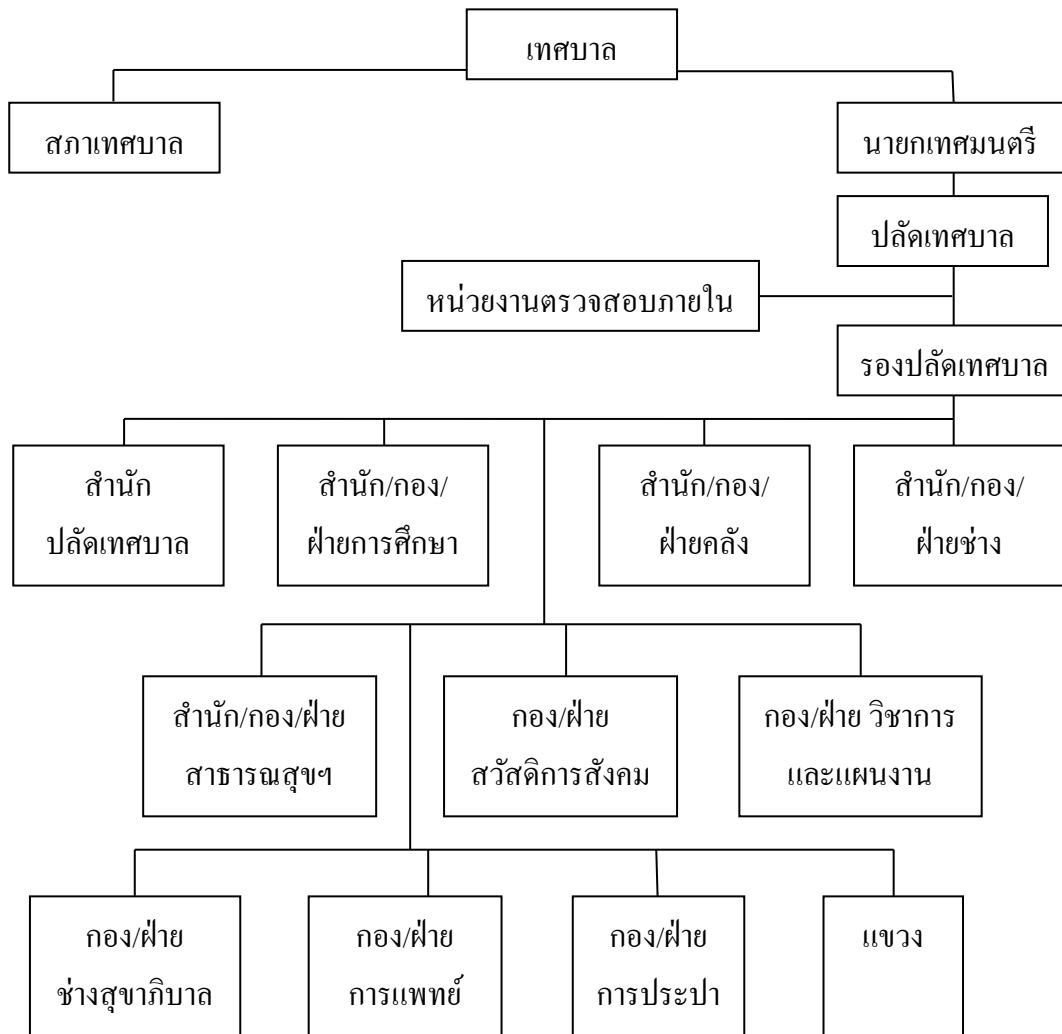 เทศบาล
สภาเทศบาล
นายกเทศมนตรี
ปลัดเทศบาล
หน่วยงานตรวจสอบภายใน
รองปลัดเทศบาล
สำนัก
ปลัดเทศบาล
สำนัก/กอง/
ฝ่ายการศึกษา
สำนัก/กอง/
ฝ่ายคลัง
สำนัก/กอง/
ฝ่ายช่าง
สำนัก/กอง/ฝ่าย
สาธารณสุขฯ
กอง/ฝ่าย
สวัสดิการสังคม
กอง/ฝ่าย วิชาการ
และแผนงาน
กอง/ฝ่าย
ช่างสุขาภิบาล
กอง/ฝ่าย
การแพทย์
กอง/ฝ่าย
การประปา
แขวง